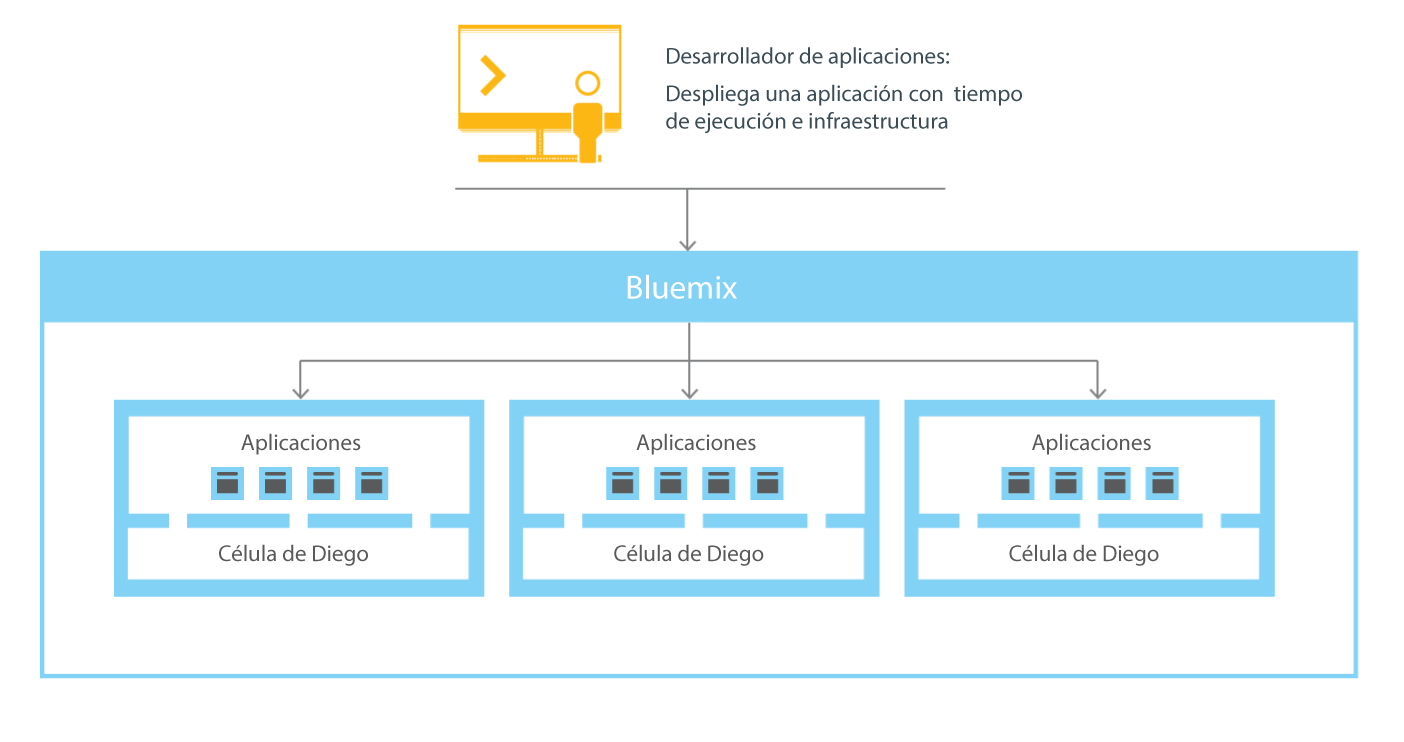 Desarrollador de aplicaciones:
Despliega una aplicación con tiempo
de ejecución e infraestructura
Bluemix
Aplicaciones
Célula de Diego
Aplicaciones
Célula de Diego
Aplicaciones
Célula de Diego